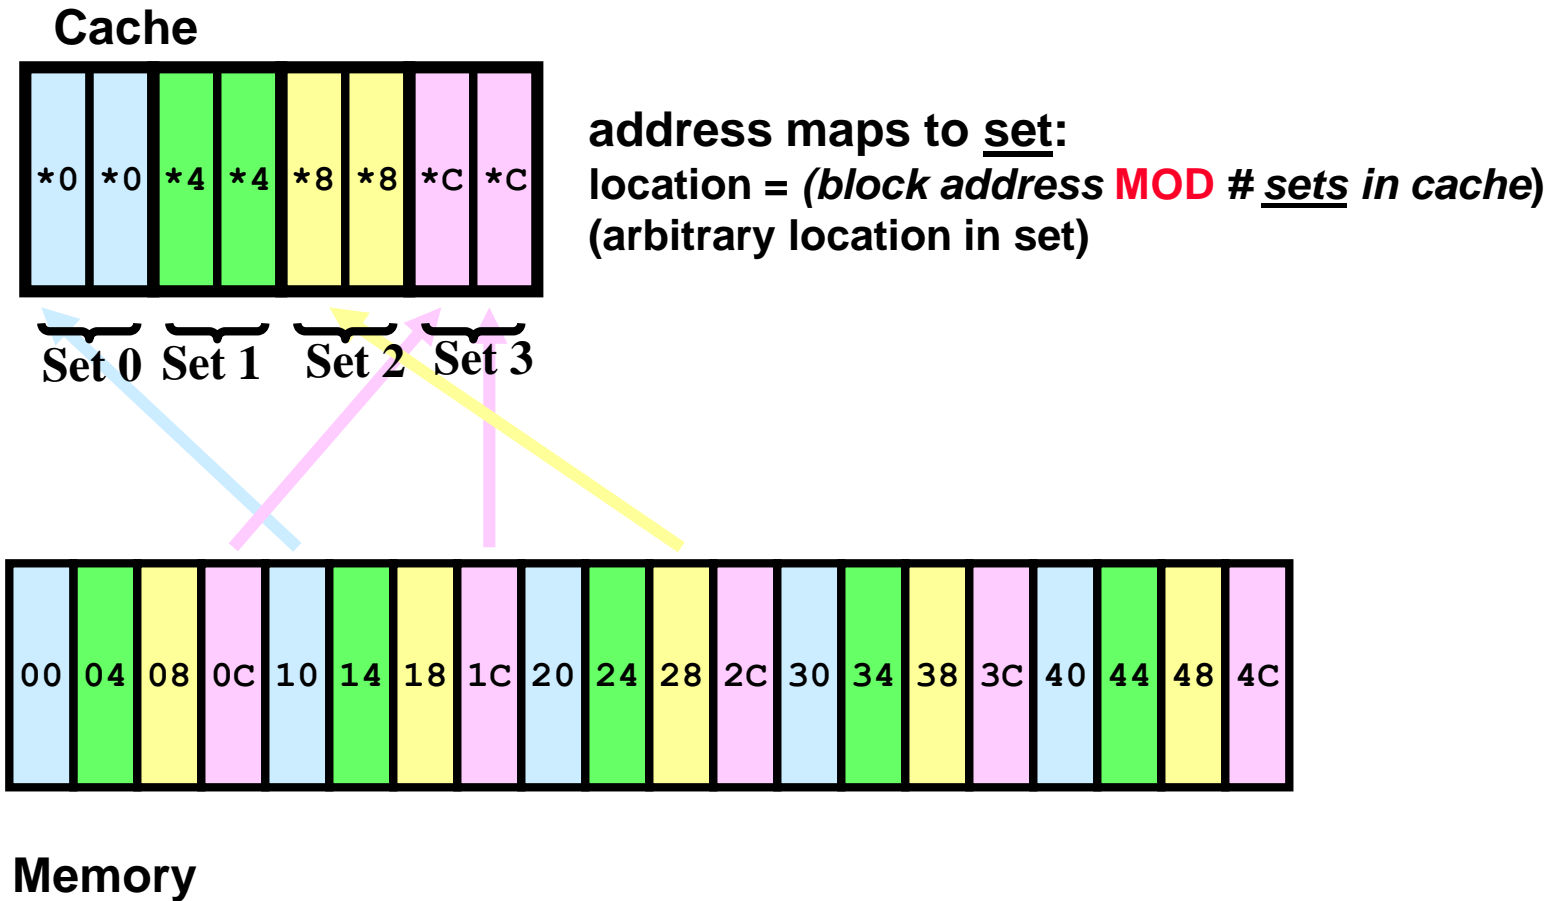 Cache
*0 *0 *4 *4 *8 *8 *C *C
address maps to set:
location = (block address MOD # sets in cache)
(arbitrary location in set)
Set 0 Set 1 Set 2 Set 3
00 04 08 0C 10 14 18 1C 20 24 28 2C 30 34 38 3C 40 44 48 4C
Memory